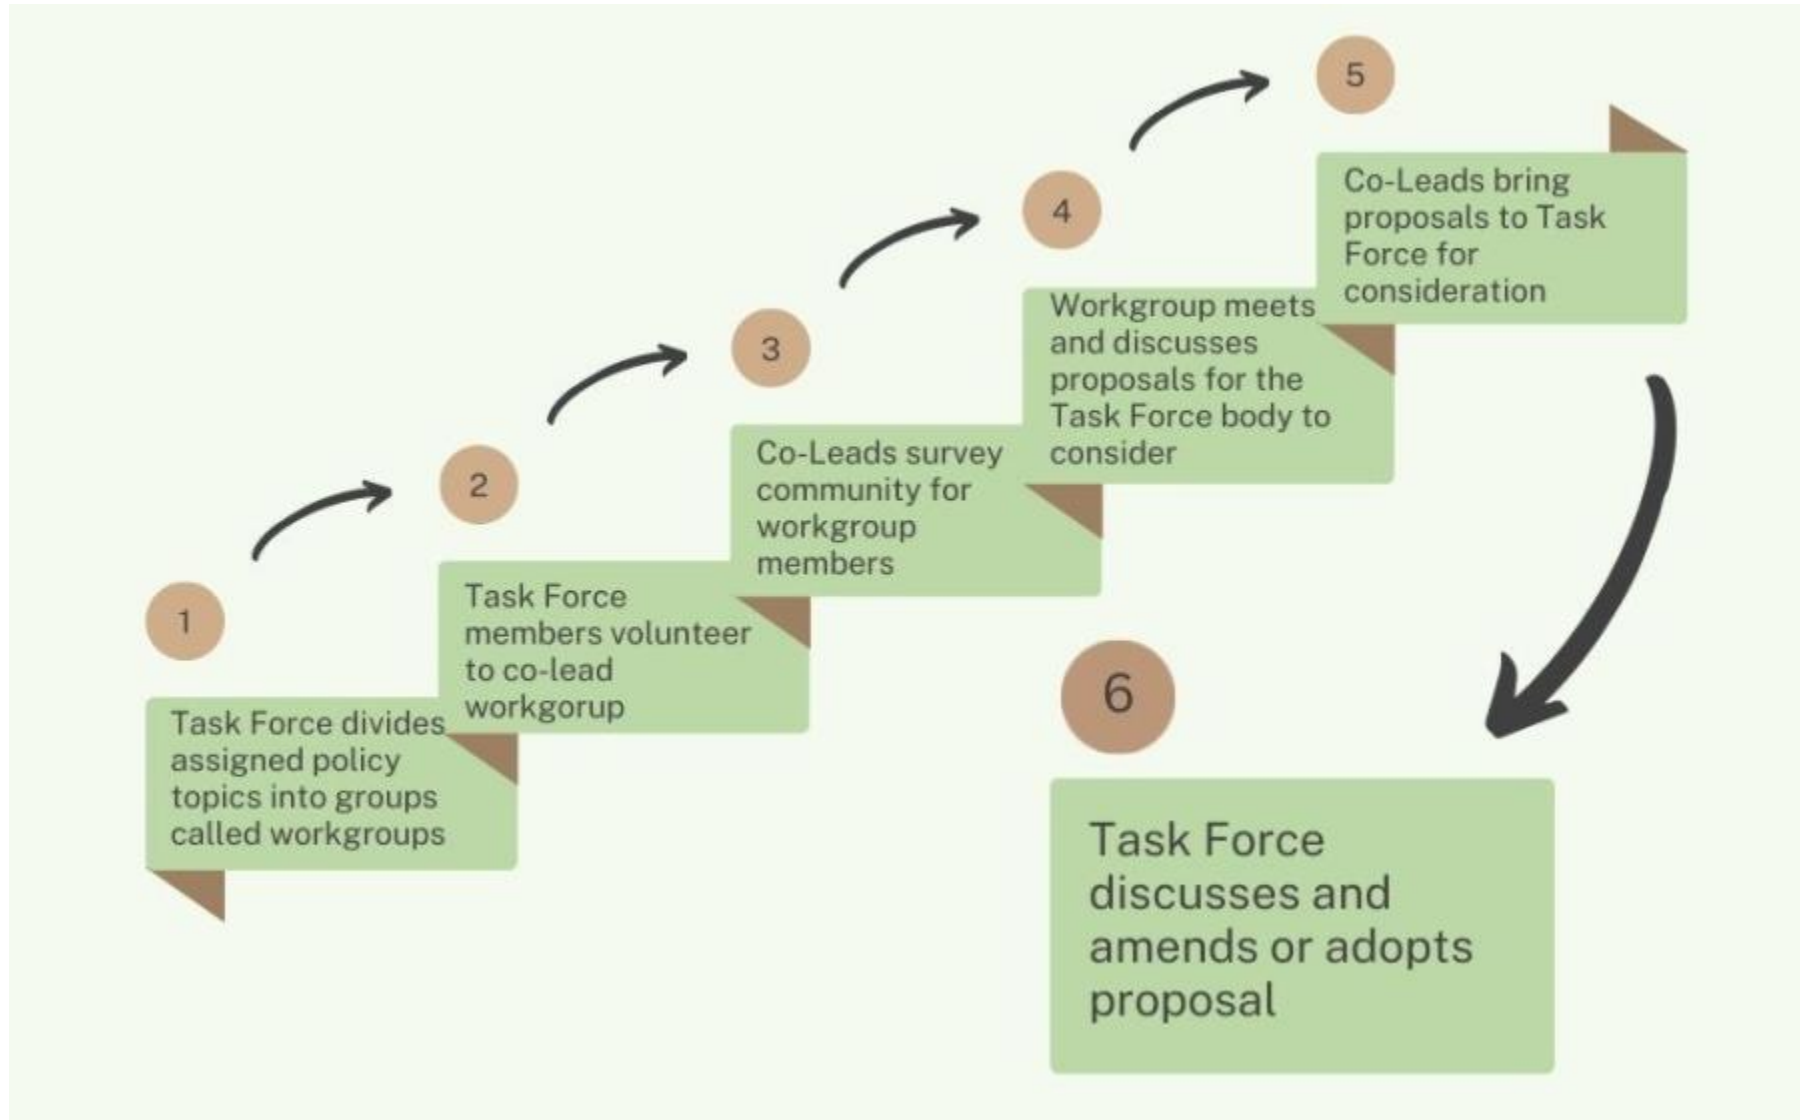 1
Task Force divides
assigned policy
topics into groups
called workgroups
2
Task Force
members volunteer
to co-lead
workgorup
3
Co-Leads survey
community for
workgroup
members
4
Workgroup meets
and discusses
proposals for the
Task Force body to
consider
5
Co-Leads bring
proposals to Task
Force for
consideration
6
Task Force
discusses and
amends or adopts
proposal